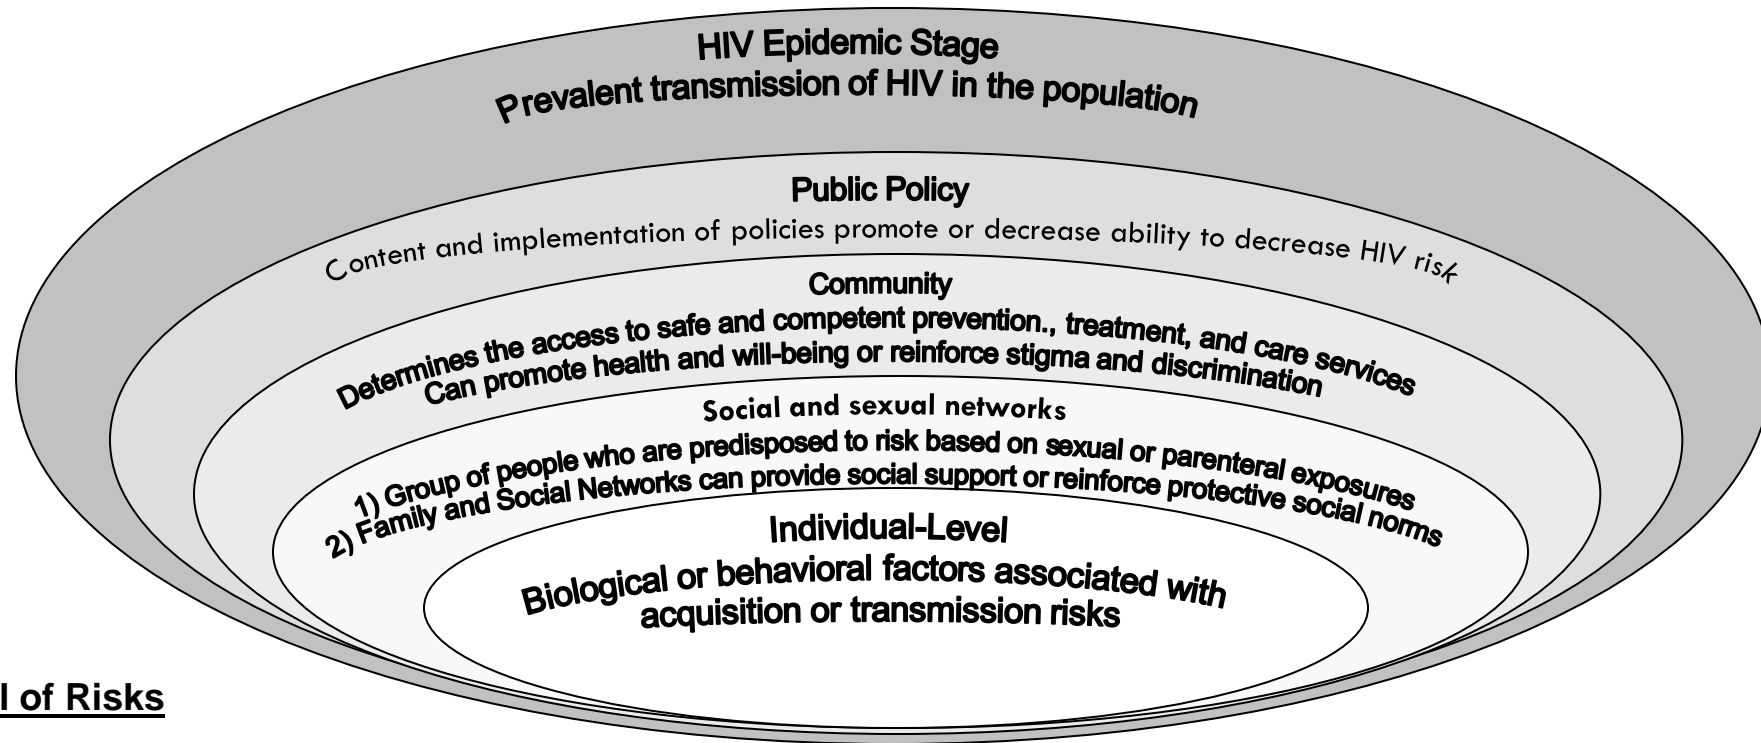 HIV Epidemic Stage
Prevalent transmission of HIV in the population
Public Policy
Content and implementation of policies promote or decrease ability to decrease HIV risk
Community
Determines the access to safe and competent prevention., treatment, and care services
Can promote health and will-being or reinforce stigma and discrimination
Social and sexual networks
1) Group of people who are predisposed to risk based on sexual or parenteral exposures
2) Family and Social Networks can provide social support or reinforce protective social norms
Individual-Level
Biological or behavioral factors associated with
acquisition or transmission risks
l of Risks